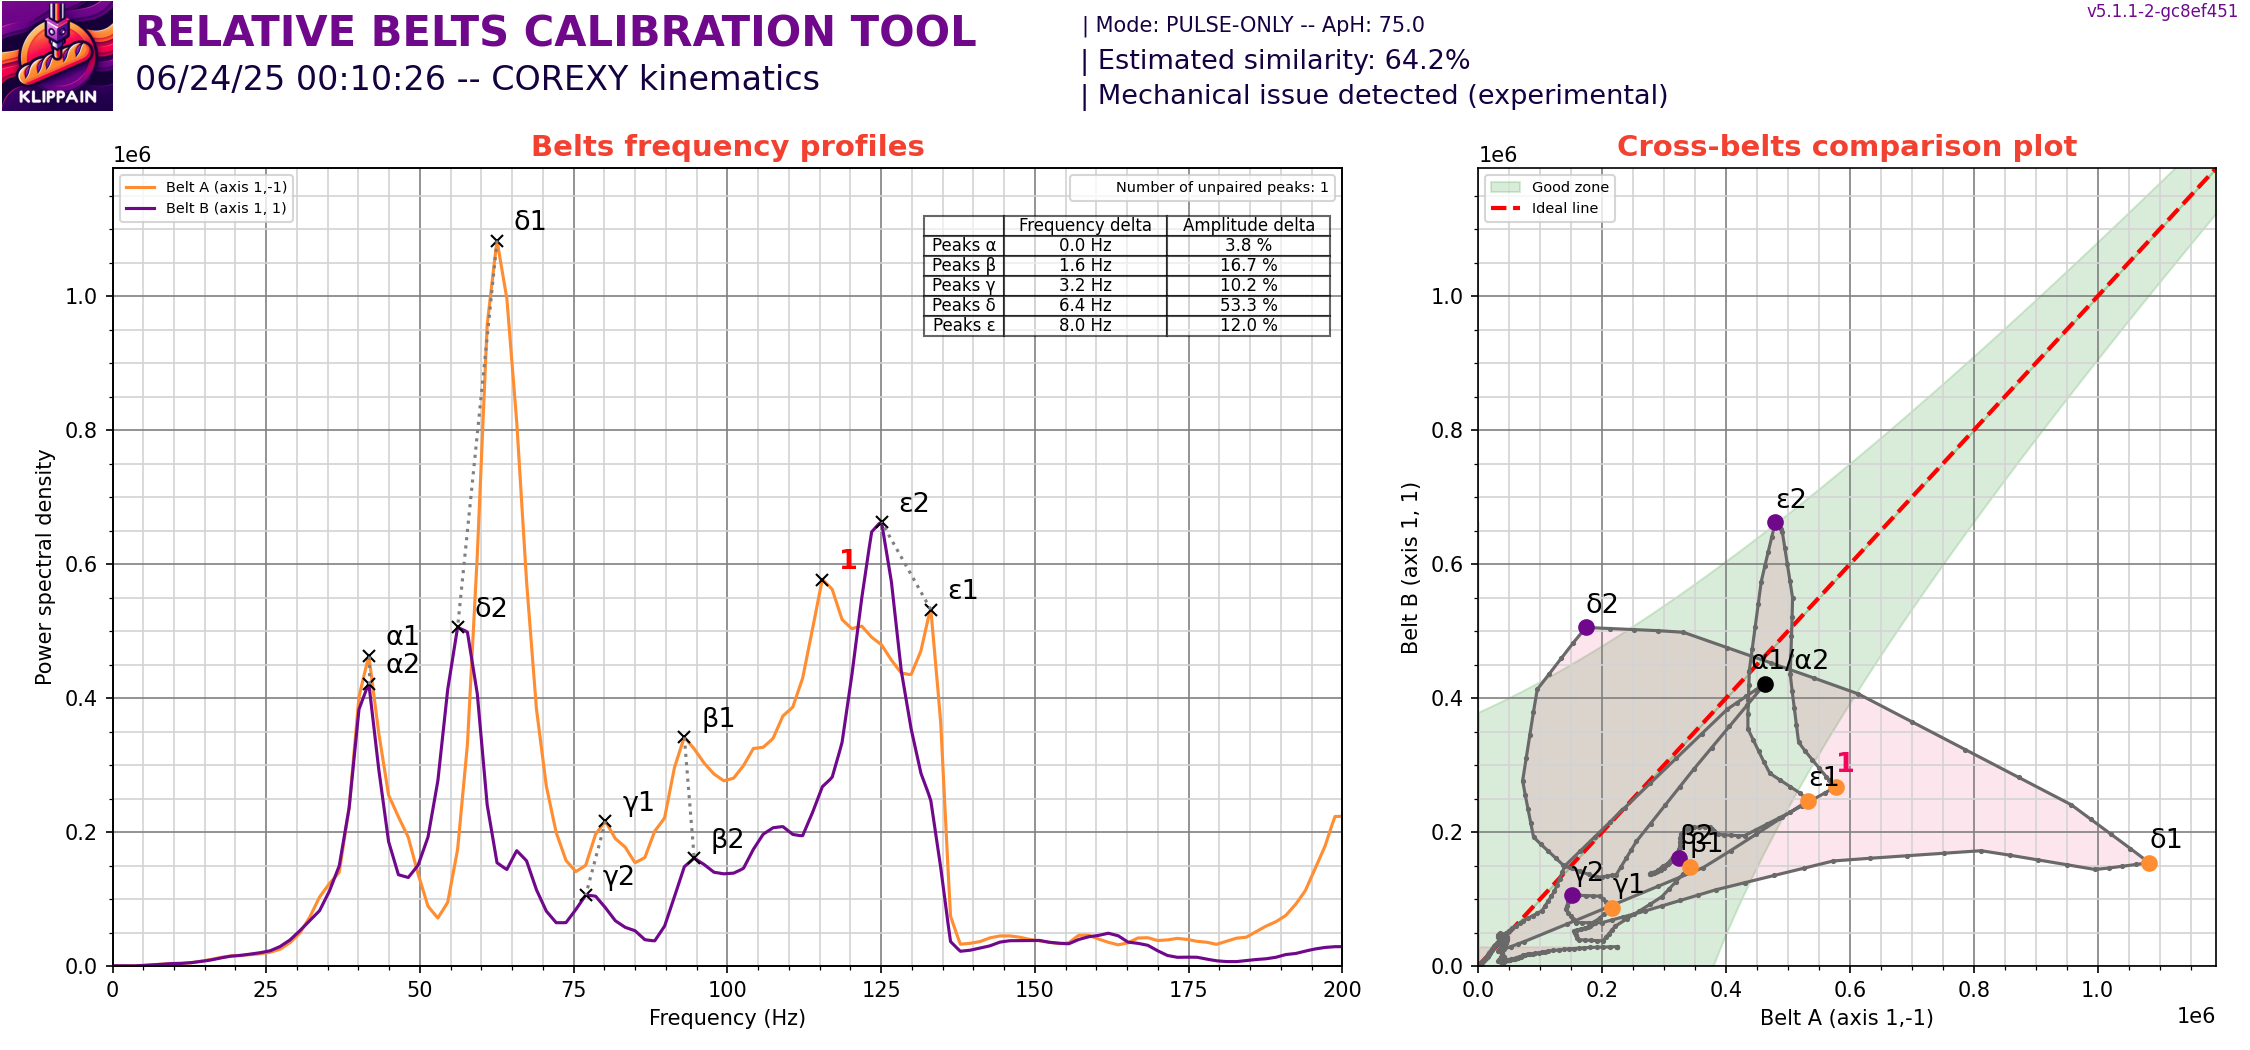 KLIPPAIN
RELATIVE BELTS CALIBRATION TOOL
06/24/25 00:10:26 -- COREXY kinematics
| Mode: PULSE-ONLY -- ApH: 75.0
| Estimated similarity: 64.2%
| Mechanical issue detected (experimental)
v5.1.1-2-gc8ef451
Belts frequency profiles
1e6
Belt A (axis 1,-1)
Belt B (axis 1, 1)
Number of unpaired peaks: 1
Frequency delta Amplitude delta
Peaks α 0.0 Hz 3.8 %
Peaks β 1.6 Hz 16.7 %
Peaks γ 3.2 Hz 10.2 %
Peaks δ 6.4 Hz 53.3 %
Peaks ε 8.0 Hz 12.0 %
δ1
ε2
1
ε1
δ2
α1
α2
β1
γ1
β2
γ2
1.0
0.8
0.6
0.4
0.2
0.0
Power spectral density
0 25 50 75 100 125 150 175 200
Frequency (Hz)
Cross-belts comparison plot
1e6
Good zone
Ideal line
ε2
δ2
α1/α2
1
ε1
β2
β1
δ1
γ2
γ1
1.0
0.8
0.6
0.4
0.2
0.0
Belt B (axis 1, 1)
0.0 0.2 0.4 0.6 0.8 1.0
Belt A (axis 1,-1)
1e6